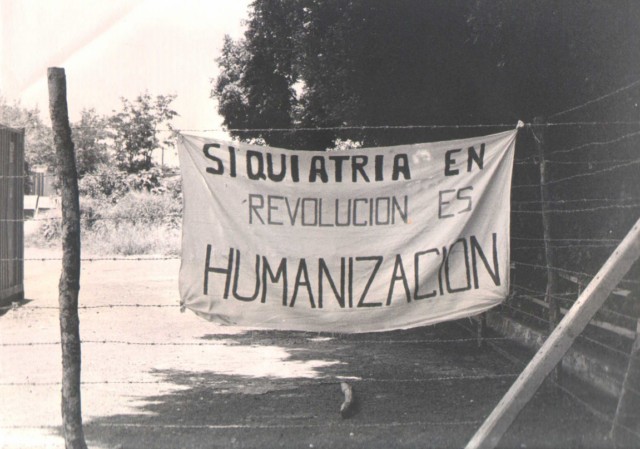 SIQUIATRIA EN
REVOLUCION ES
HUMANIZACION